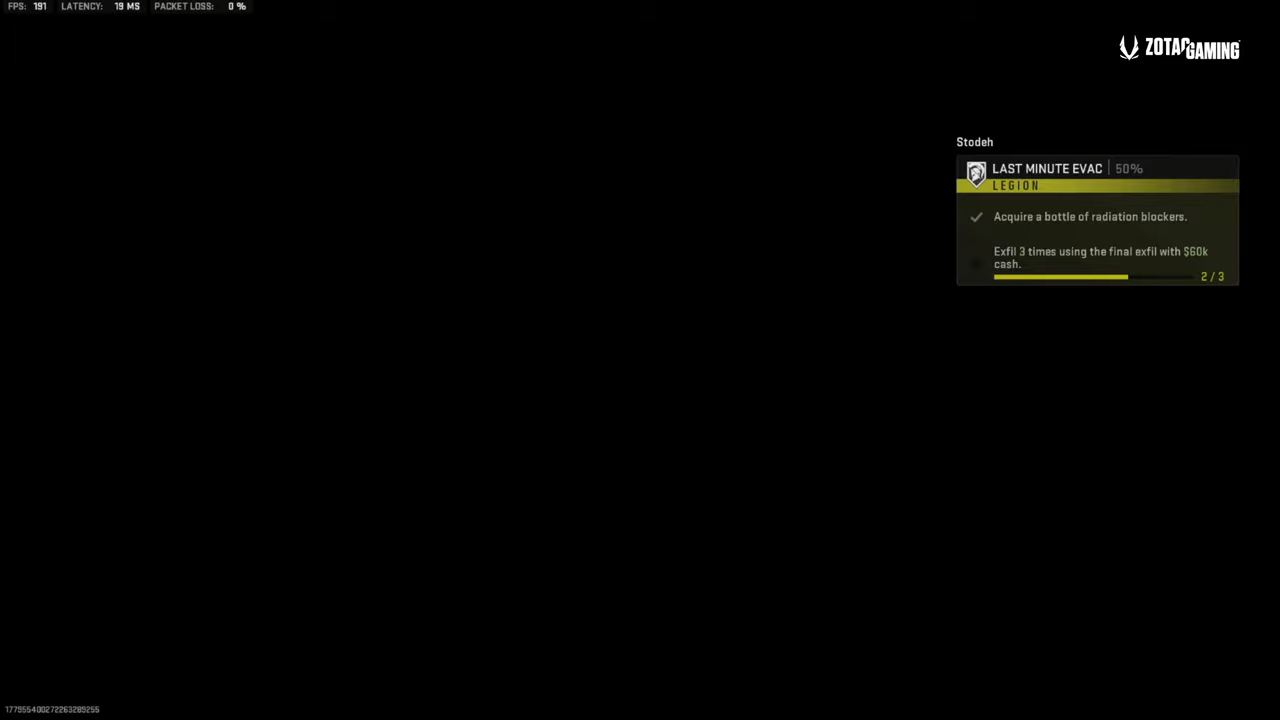 FPS: 191 LATENCY: 19 MS PACKET LOSS: 0 %
ZOTAC GAMING
Stodeh
LAST MINUTE EVAC | 50%
LEGION
Acquire a bottle of radiation blockers.
Exfil 3 times using the final exfil with $60k
cash.
2 / 3
177955400272263289255